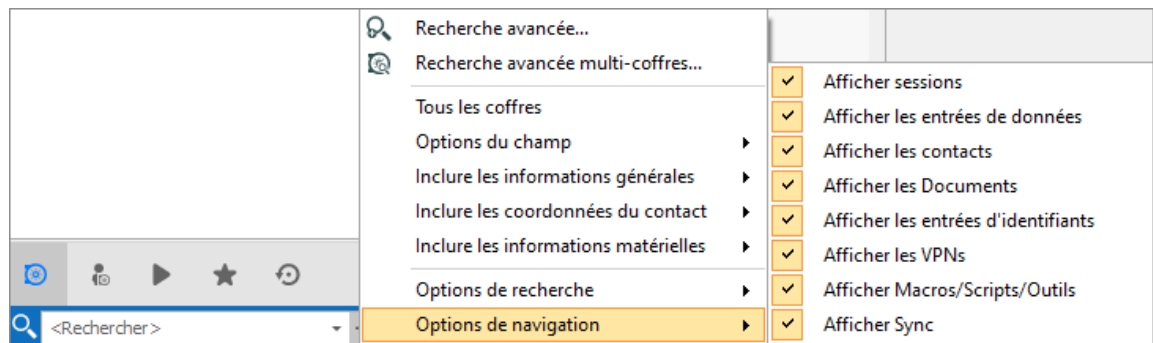 Recherche avancée...
Recherche avancée multi-coffres...
Tous les coffres
Options du champ
Inclure les informations générales
Inclure les coordonnées du contact
Inclure les informations matérielles
Options de recherche
Options de navigation
Afficher sessions
Afficher les entrées de données
Afficher les contacts
Afficher les Documents
Afficher les entrées d'identifiants
Afficher les VPNs
Afficher Macros/Scripts/Outils
Afficher Sync
<Rechercher>